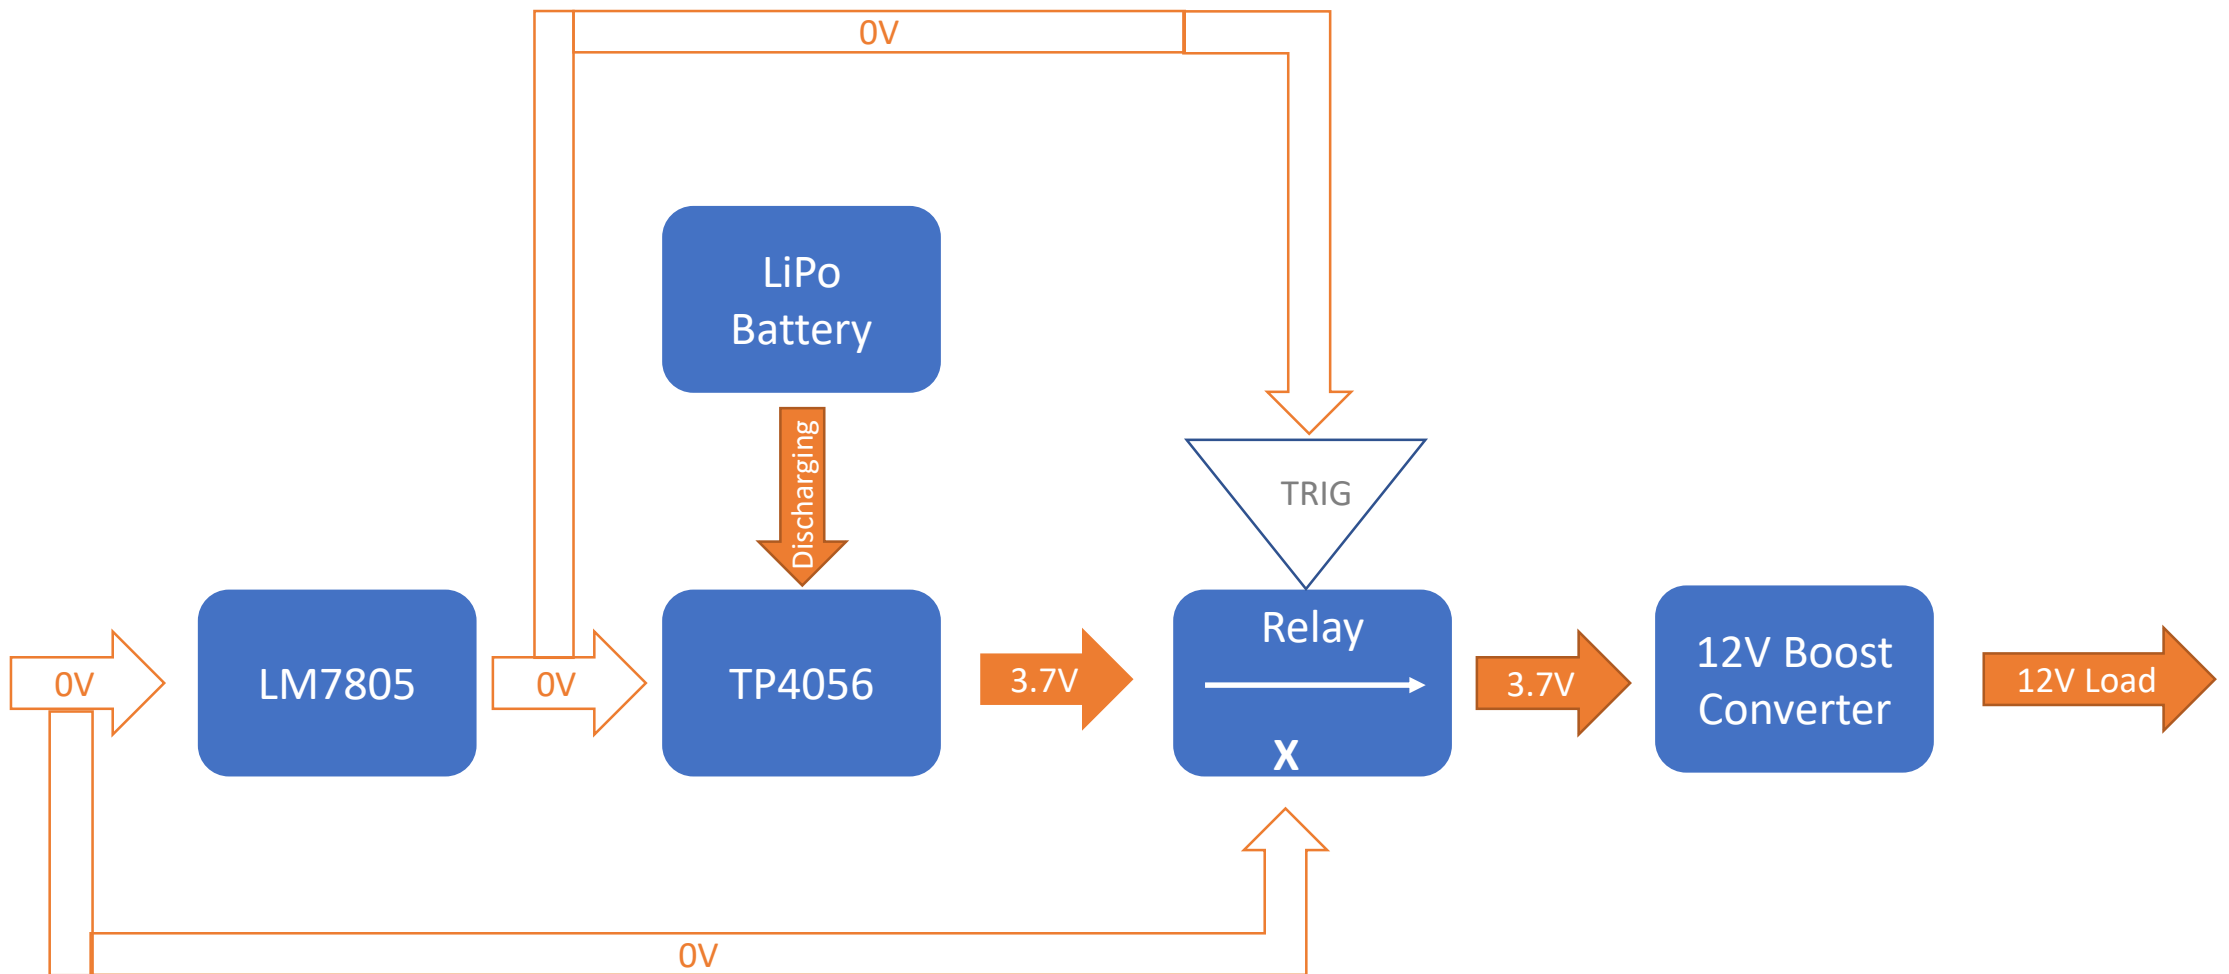 0V
LiPo
Battery
Discharging
TRIG
0V
LM7805
0V
TP4056
3.7V
Relay
X
3.7V
12V Boost
Converter
12V Load
0V